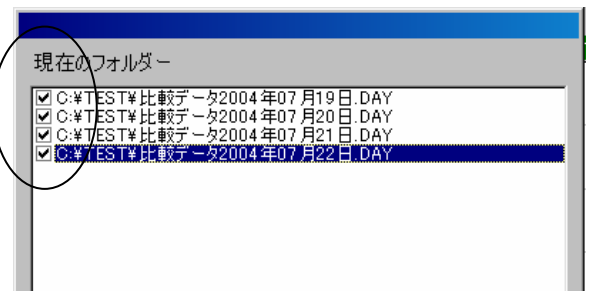 現在のフォルダー
C:¥TEST¥比較データ2004年07月19日.DAY
C:¥TEST¥比較データ2004年07月20日.DAY
C:¥TEST¥比較データ2004年07月21日.DAY
C:¥TEST¥比較データ2004年07月22日.DAY